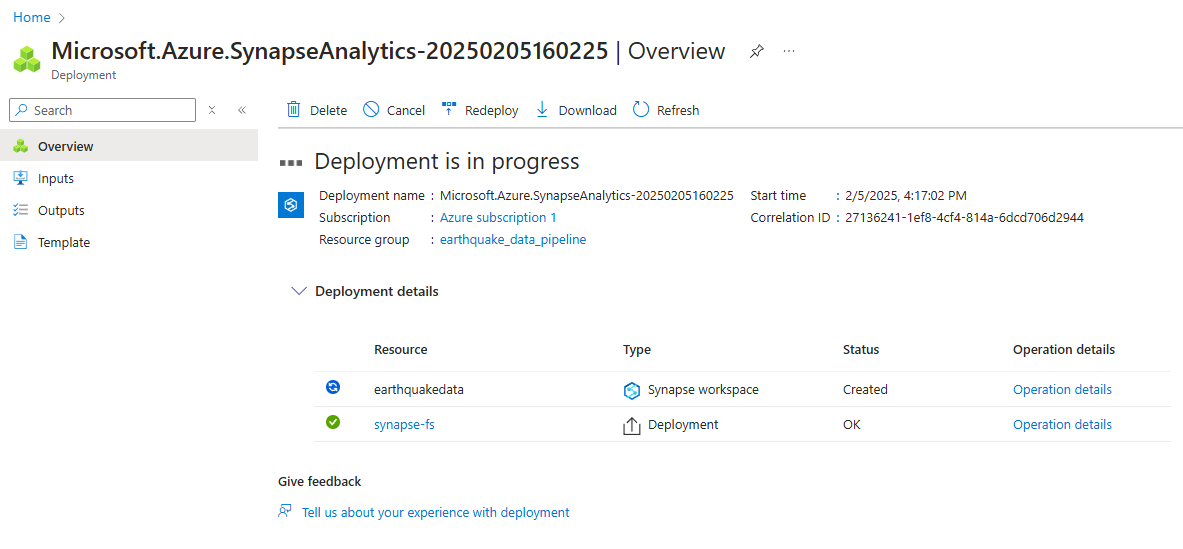 Home
Microsoft.Azure.SynapseAnalytics-20250205160225 | Overview
Deployment
Search
Delete Cancel Redeploy Download Refresh
Overview
Inputs
Outputs
Template
Deployment is in progress
Deployment name : Microsoft.Azure.SynapseAnalytics-20250205160225 Start time : 2/5/2025, 4:17:02 PM
Subscription : Azure subscription 1 Correlation ID : 27136241-1ef8-4cf4-814a-6dcd706d2944
Resource group : earthquake_data_pipeline
Deployment details
Resource Type Status Operation details
earthquakedata Synapse workspace Created Operation details
synapse-fs Deployment OK Operation details
Give feedback
Tell us about your experience with deployment